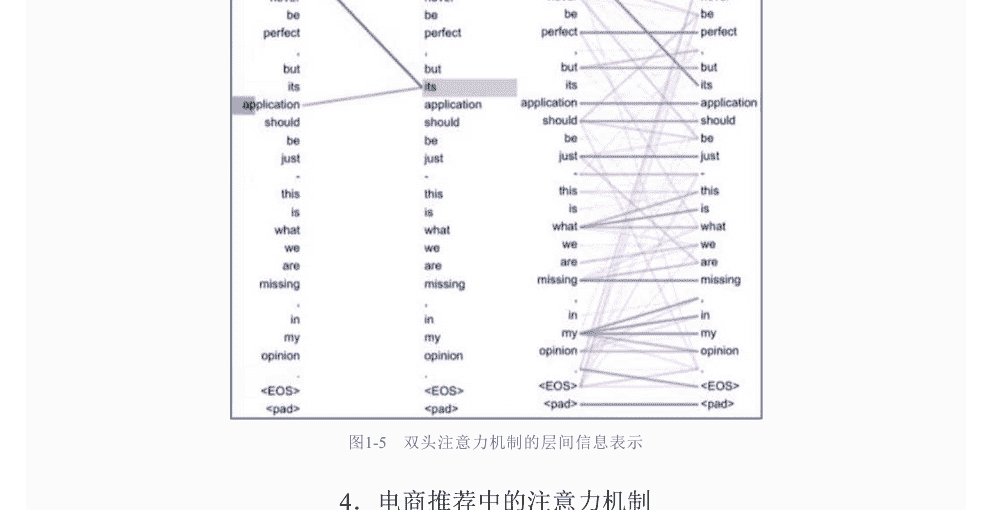 be be be be
perfect perfect perfect perfect
, , , ,
but but but but
its its its its
application application application application
should should should should
be be be be
just just just just
- - - -
this this this this
is is is is
what what what what
we we we we
are are are are
missing missing missing missing
, , , ,
in in in in
my my my my
opinion opinion opinion opinion
. . . .
<EOS> <EOS> <EOS> <EOS>
<pad> <pad> <pad> <pad>
图1-5 双头注意力机制的层间信息表示
4．电商推荐中的注意力机制